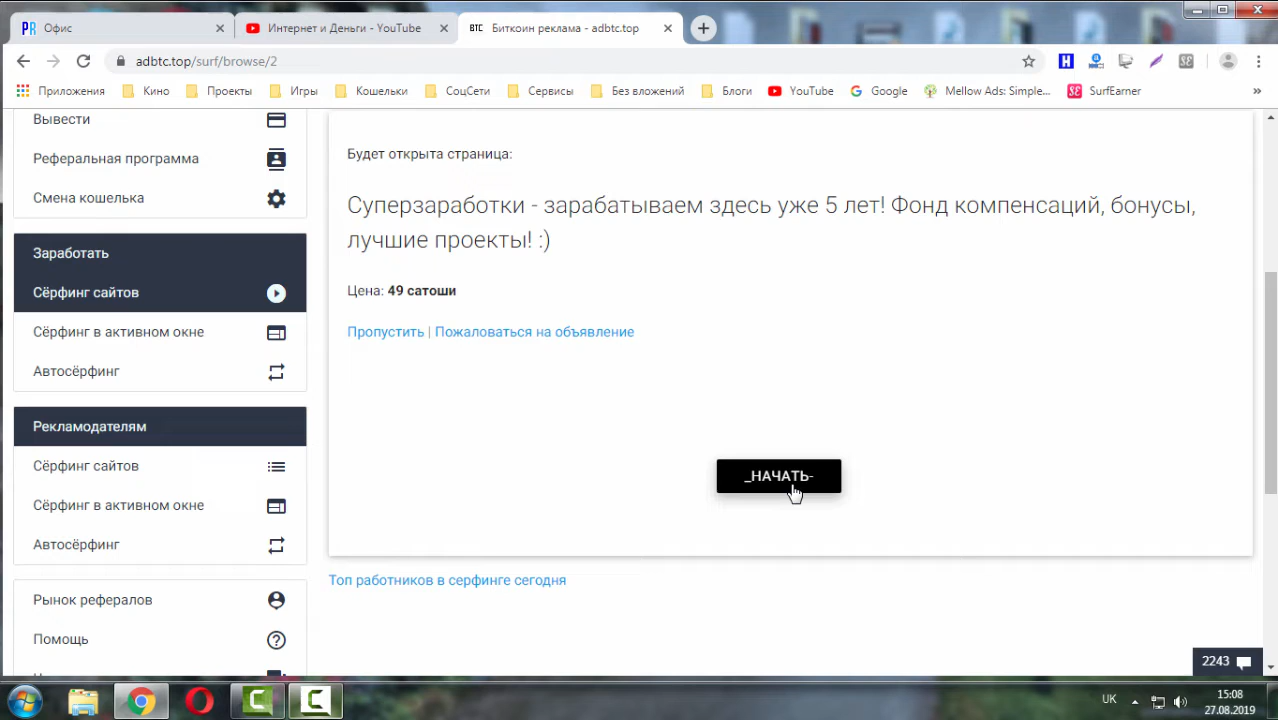 PR Офис
Интернет и Деньги - YouTube
BTC Биткоин реклама - adbtc.top
adbtc.top/surf/browse/2
Приложения
Кино
Проекты
Игры
Кошельки
СоцСети
Сервисы
Без вложений
Блоги
YouTube
Google
Mellow Ads: Simple...
SurfEarner
Вывести
Реферальная программа
Смена кошелька
Заработать
Сёрфинг сайтов
Сёрфинг в активном окне
Автосёрфинг
Рекламодателям
Сёрфинг сайтов
Сёрфинг в активном окне
Автосёрфинг
Рынок рефералов
Помощь
Будет открыта страница:
Суперзаработки - зарабатываем здесь уже 5 лет! Фонд компенсаций, бонусы,
лучшие проекты! :)
Цена: 49 сатоши
Пропустить | Пожаловаться на объявление
_НАЧАТЬ-
Топ работников в серфинге сегодня
2243
UK
15:08
27.08.2019